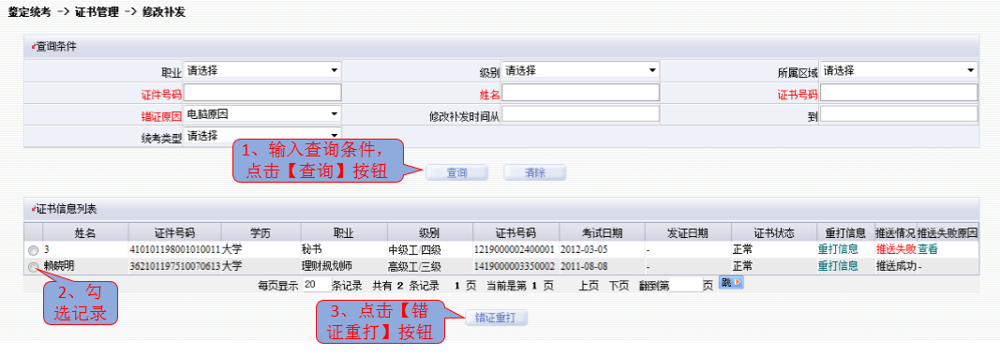 鉴定统考 -> 证书管理 -> 修改补发
查询条件
职业 请选择 级别 请选择 所属区域 请选择
证件号码 姓名 证书号码
错证原因 电脑原因 修改补发时间从 到
统考类型 请选择
1、输入查询条件，
点击【查询】按钮
查询 清除
证书信息列表
姓名 证件号码 学历 职业 级别 证书号码 考试日期 发证日期 证书状态 重打信息 推送情况 推送失败原因
3 410101198001010011 大学 秘书 中级工/四级 1219000002400001 2012-03-05 - 正常 重打信息 推送失败 查看
赖晓明 362101197510070613 大学 理财规划师 高级工/三级 1419000003350002 2011-08-08 - 正常 重打信息 推送成功 -
每页显示 20 条记录 共有 2 条记录 1 页 当前是第 1 页 上页 下页 翻到第 页 跳
2、勾
选记录
3、点击【错
证重打】按钮
错证重打